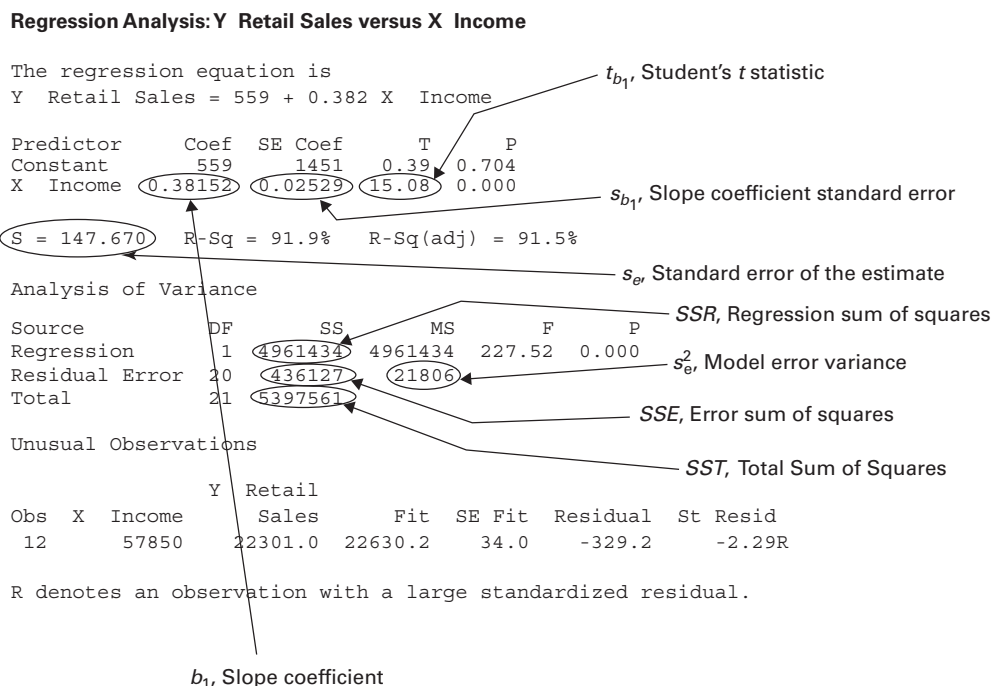 Regression Analysis: Y Retail Sales versus X Income
The regression equation is
Y Retail Sales = 559 + 0.382 X Income
t_b1, Student's t statistic
Predictor Coef SE Coef T P
Constant 559 1451 0.39 0.704
X Income 0.38152 0.02529 15.08 0.000
s_b1, Slope coefficient standard error
S = 147.670 R-Sq = 91.9% R-Sq(adj) = 91.5%
s_e, Standard error of the estimate
Analysis of Variance
SSR, Regression sum of squares
Source DF SS MS F P
Regression 1 4961434 4961434 227.52 0.000
Residual Error 20 436127 21806
Total 21 5397561
s²_e, Model error variance
SSE, Error sum of squares
Unusual Observations
SST, Total Sum of Squares
Y Retail
Obs X Income Sales Fit SE Fit Residual St Resid
12 57850 22301.0 22630.2 34.0 -329.2 -2.29R
R denotes an observation with a large standardized residual.
b₁, Slope coefficient